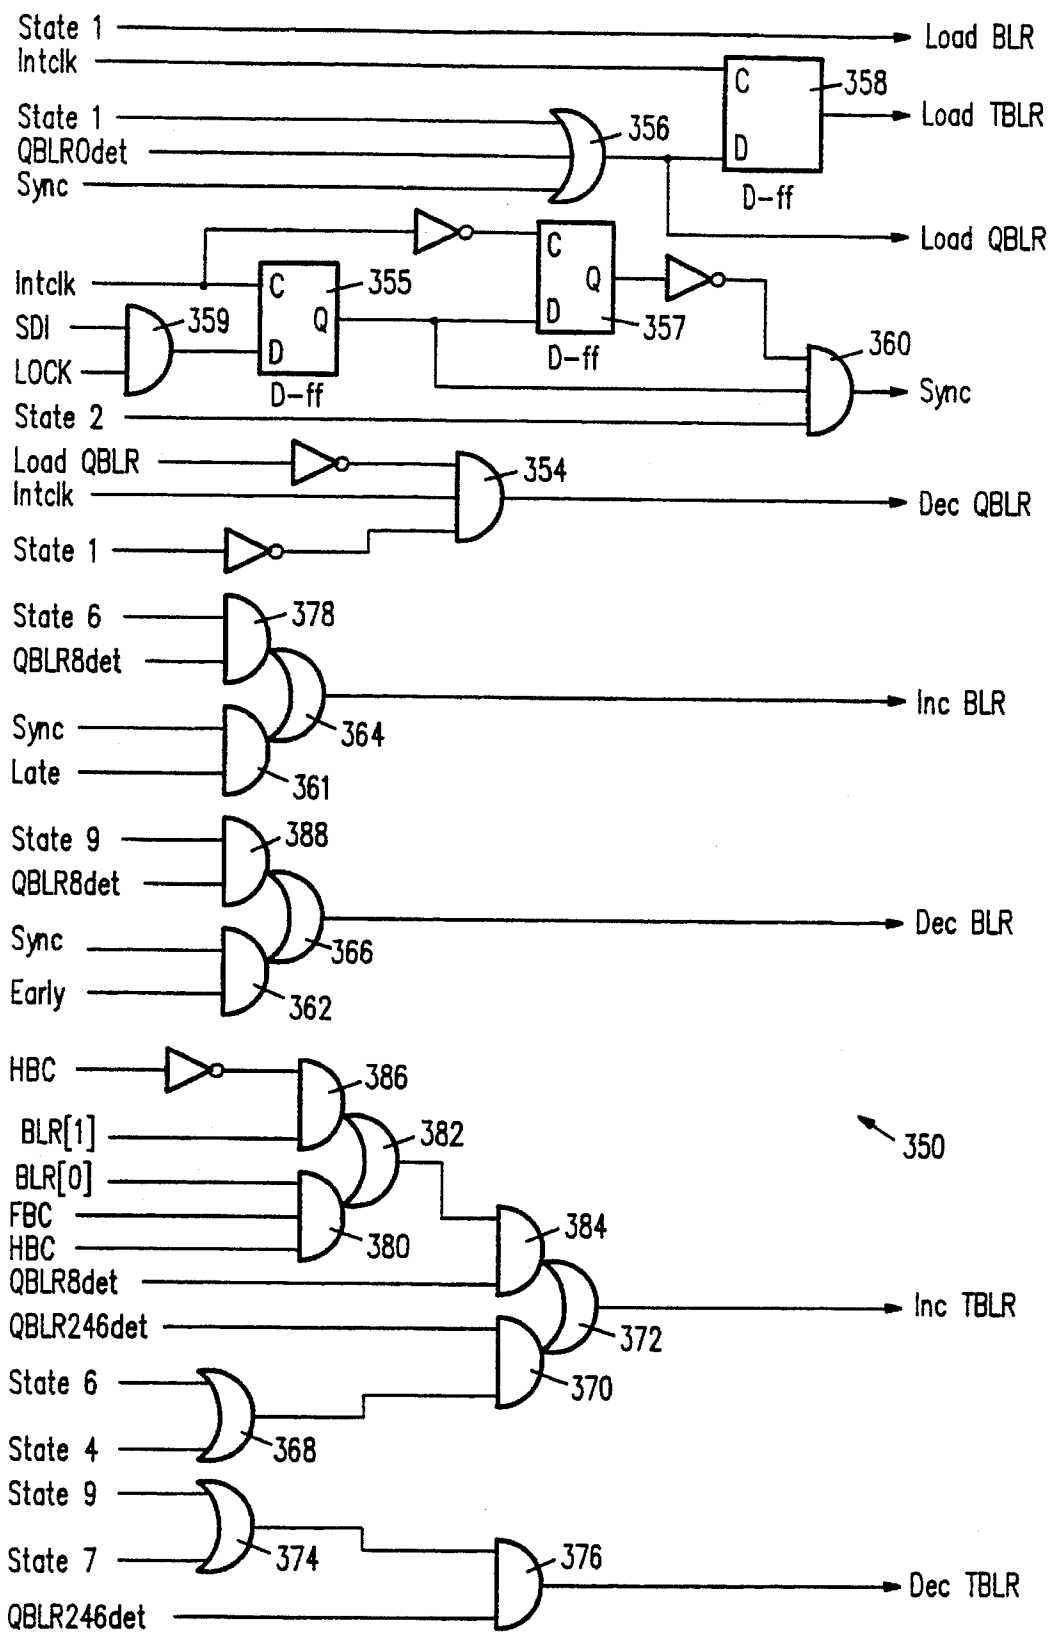 State 1
Load BLR
Intclk
C
358
State 1
356
Load TBLR
QBLR0det
D
Sync
D-ff
Load QBLR
C
Intclk
C
355
Q
SDI
359
Q
D
357
360
LOCK
D
D-ff
D-ff
Sync
State 2
Load QBLR
354
Intclk
Dec QBLR
State 1
State 6
378
QBLR8det
Inc BLR
Sync
364
Late
361
State 9
388
QBLR8det
Dec BLR
Sync
366
Early
362
HBC
386
BLR[1]
382
350
BLR[0]
FBC
380
384
HBC
QBLR8det
Inc TBLR
QBLR246det
372
State 6
370
State 4
368
State 9
374
376
State 7
Dec TBLR
QBLR246det